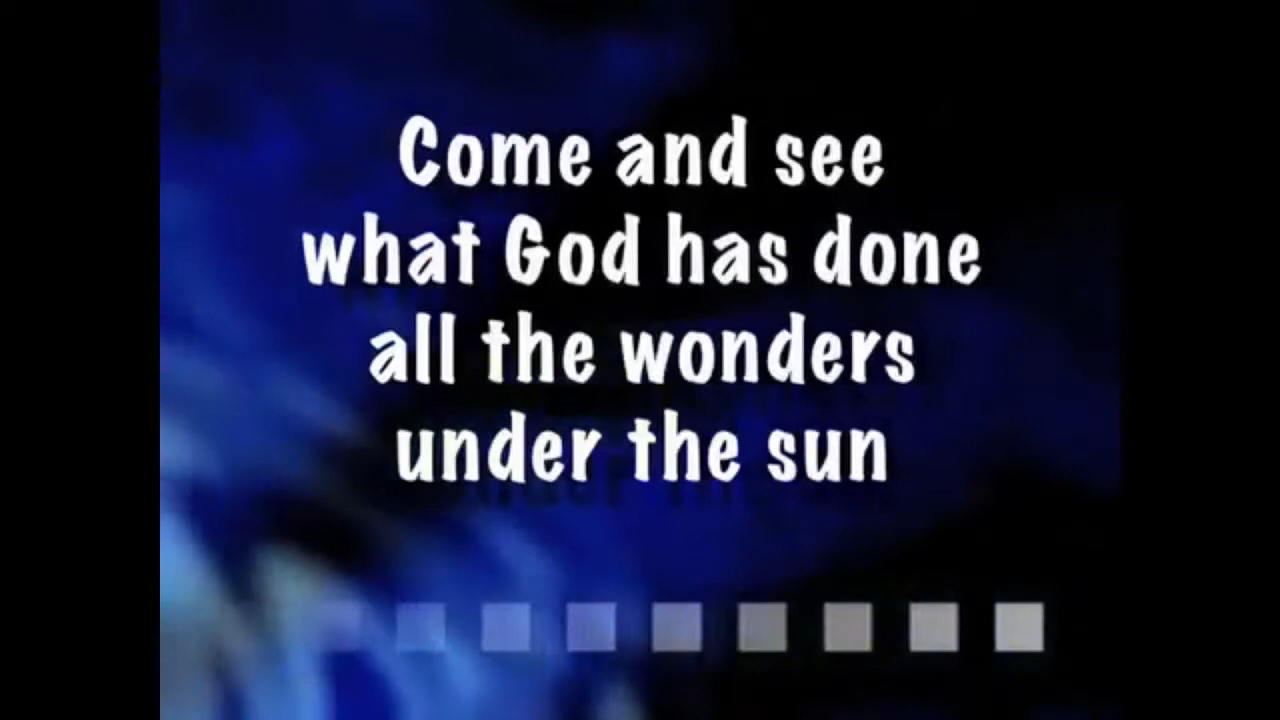 Come and see
what God has done
all the wonders
under the sun